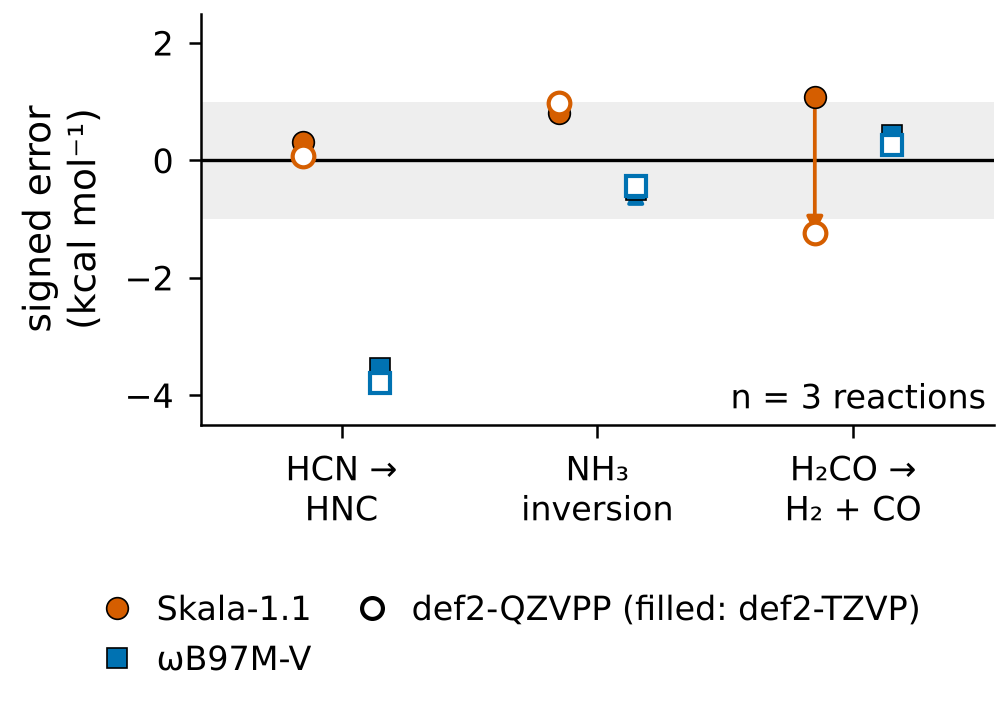 signed error
(kcal mol⁻¹)
2
0
−2
−4
n = 3 reactions
HCN →
HNC
NH₃
inversion
H₂CO →
H₂ + CO
Skala-1.1
def2-QZVPP (filled: def2-TZVP)
ωB97M-V